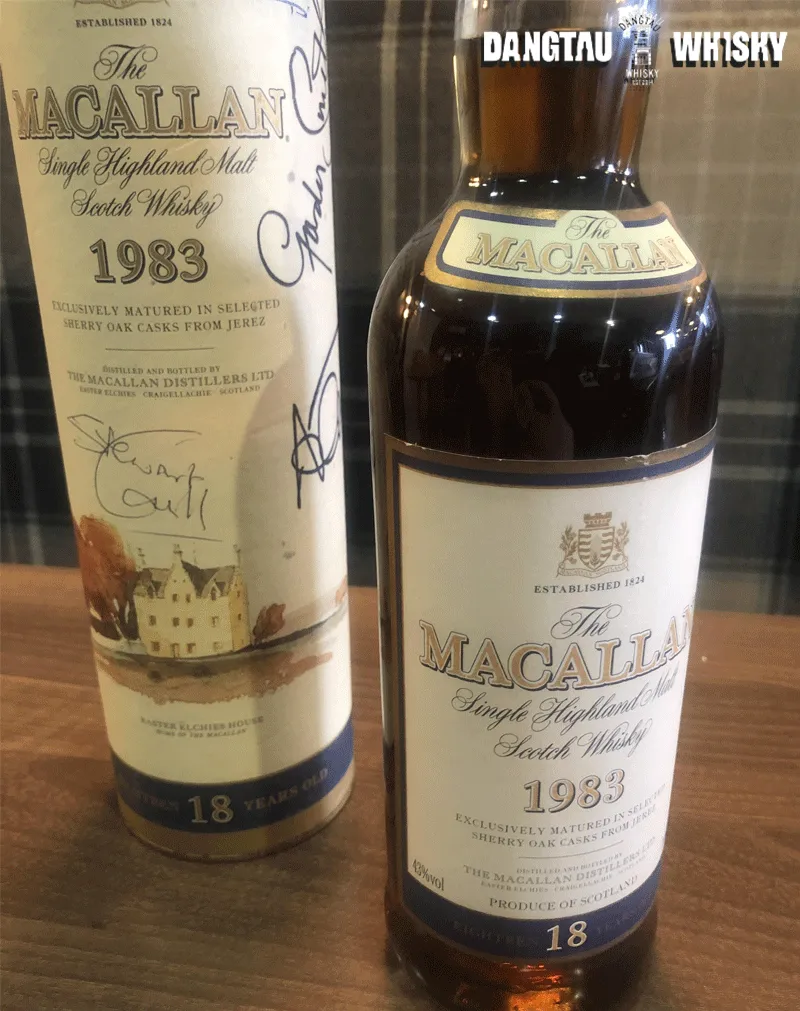 DANGTAU WH1SKY
DANGTAU
WHISKY
ESTABLISHED 1824
The
MACALLAN
Single Highland Malt
Scotch Whisky
1983
EXCLUSIVELY MATURED IN SELECTED
SHERRY OAK CASKS FROM JEREZ
DISTILLED AND BOTTLED BY
THE MACALLAN DISTILLERS LTD
EASTER ELCHIES · CRAIGELLACHIE · SCOTLAND
Stewart
EASTER ELCHIES HOUSE
HOME OF THE MACALLAN
EIGHTEEN 18 YEARS OLD
The
MACALLAN
ESTABLISHED 1824
The
MACALLAN
Single Highland Malt
Scotch Whisky
1983
EXCLUSIVELY MATURED IN SELECTED
SHERRY OAK CASKS FROM JEREZ
DISTILLED AND BOTTLED BY
THE MACALLAN DISTILLERS LTD
EASTER ELCHIES · CRAIGELLACHIE · SCOTLAND
43%vol
PRODUCE OF SCOTLAND
EIGHTEEN 18 YEARS